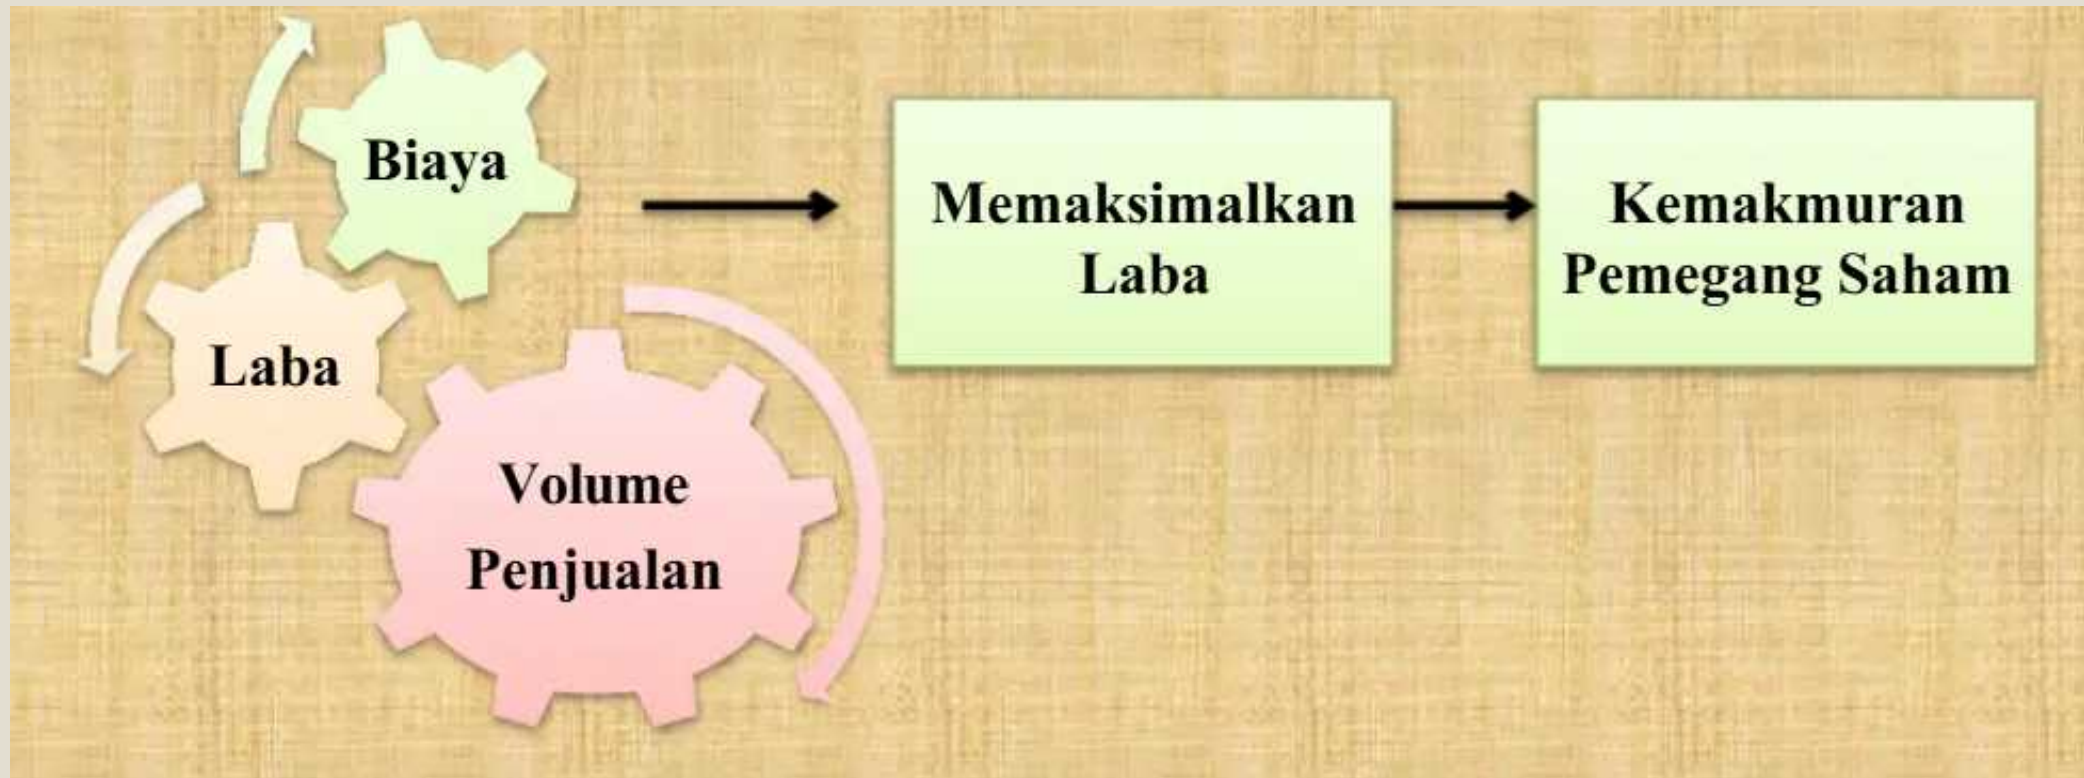 Biaya
Laba
Volume
Penjualan
Memaksimalkan
Laba
Kemakmuran
Pemegang Saham